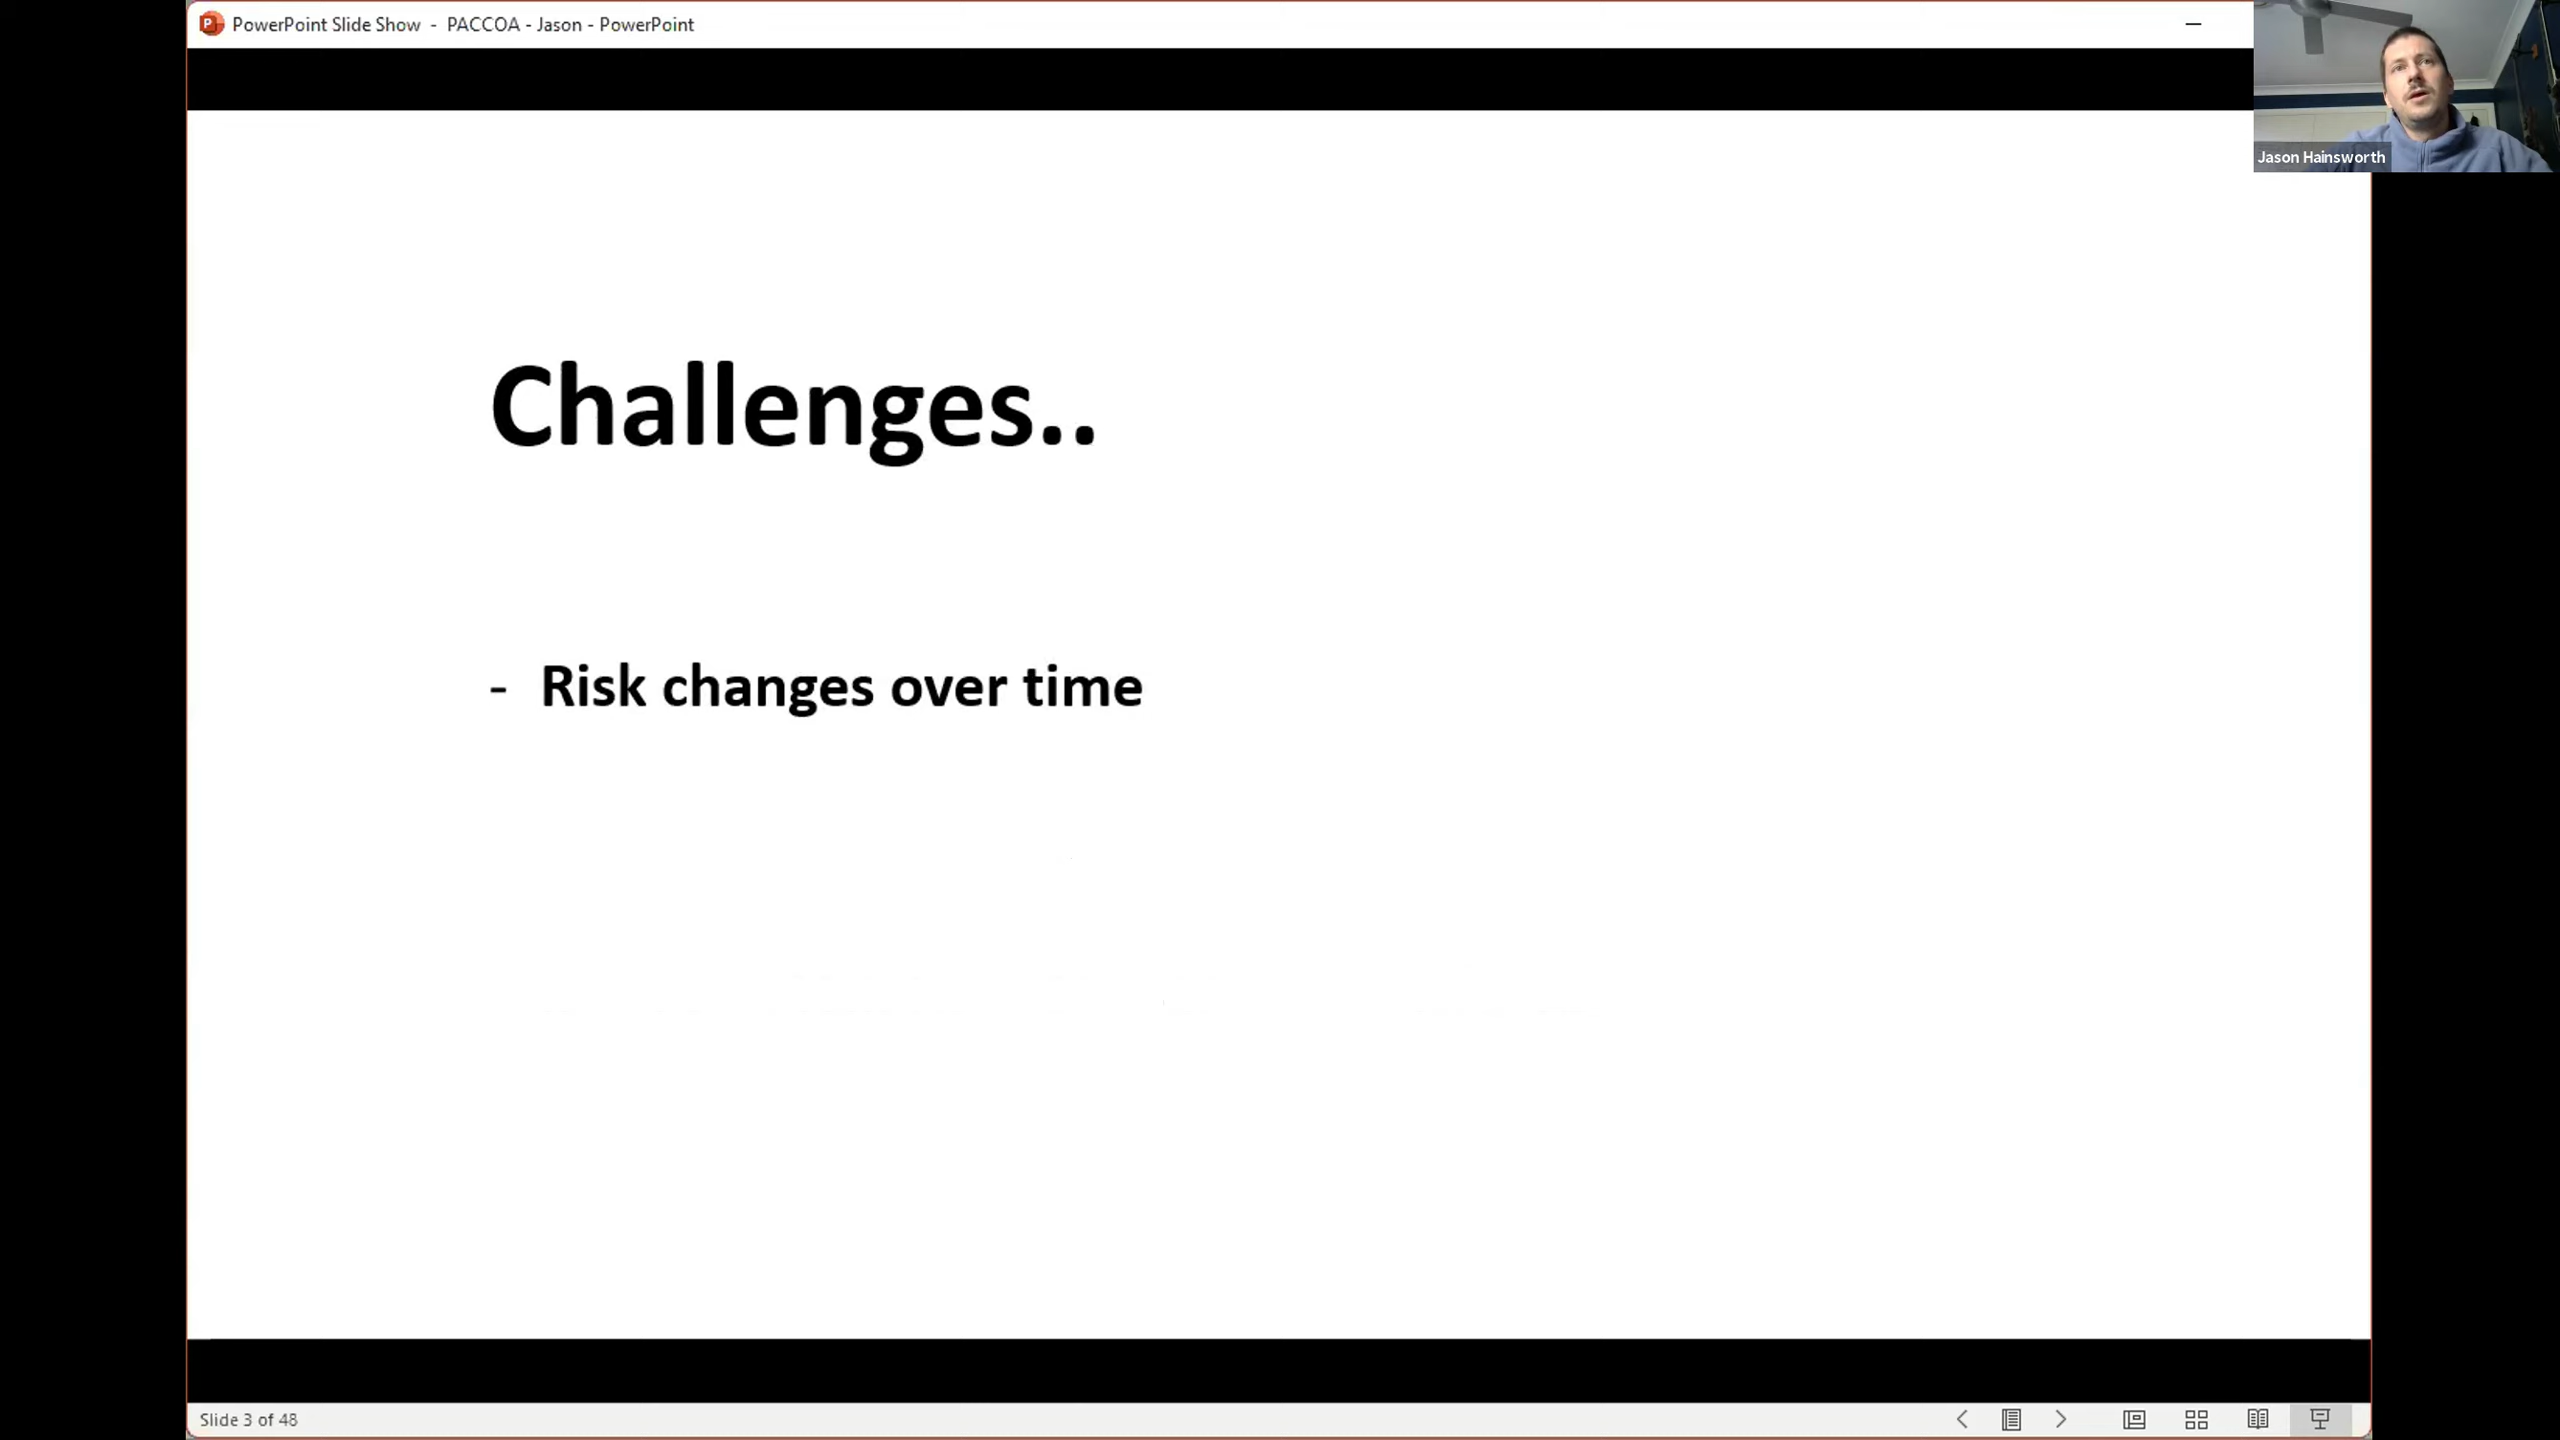 PowerPoint Slide Show - PACCOA - Jason - PowerPoint
Jason Hainsworth
Challenges..
- Risk changes over time
Slide 3 of 48